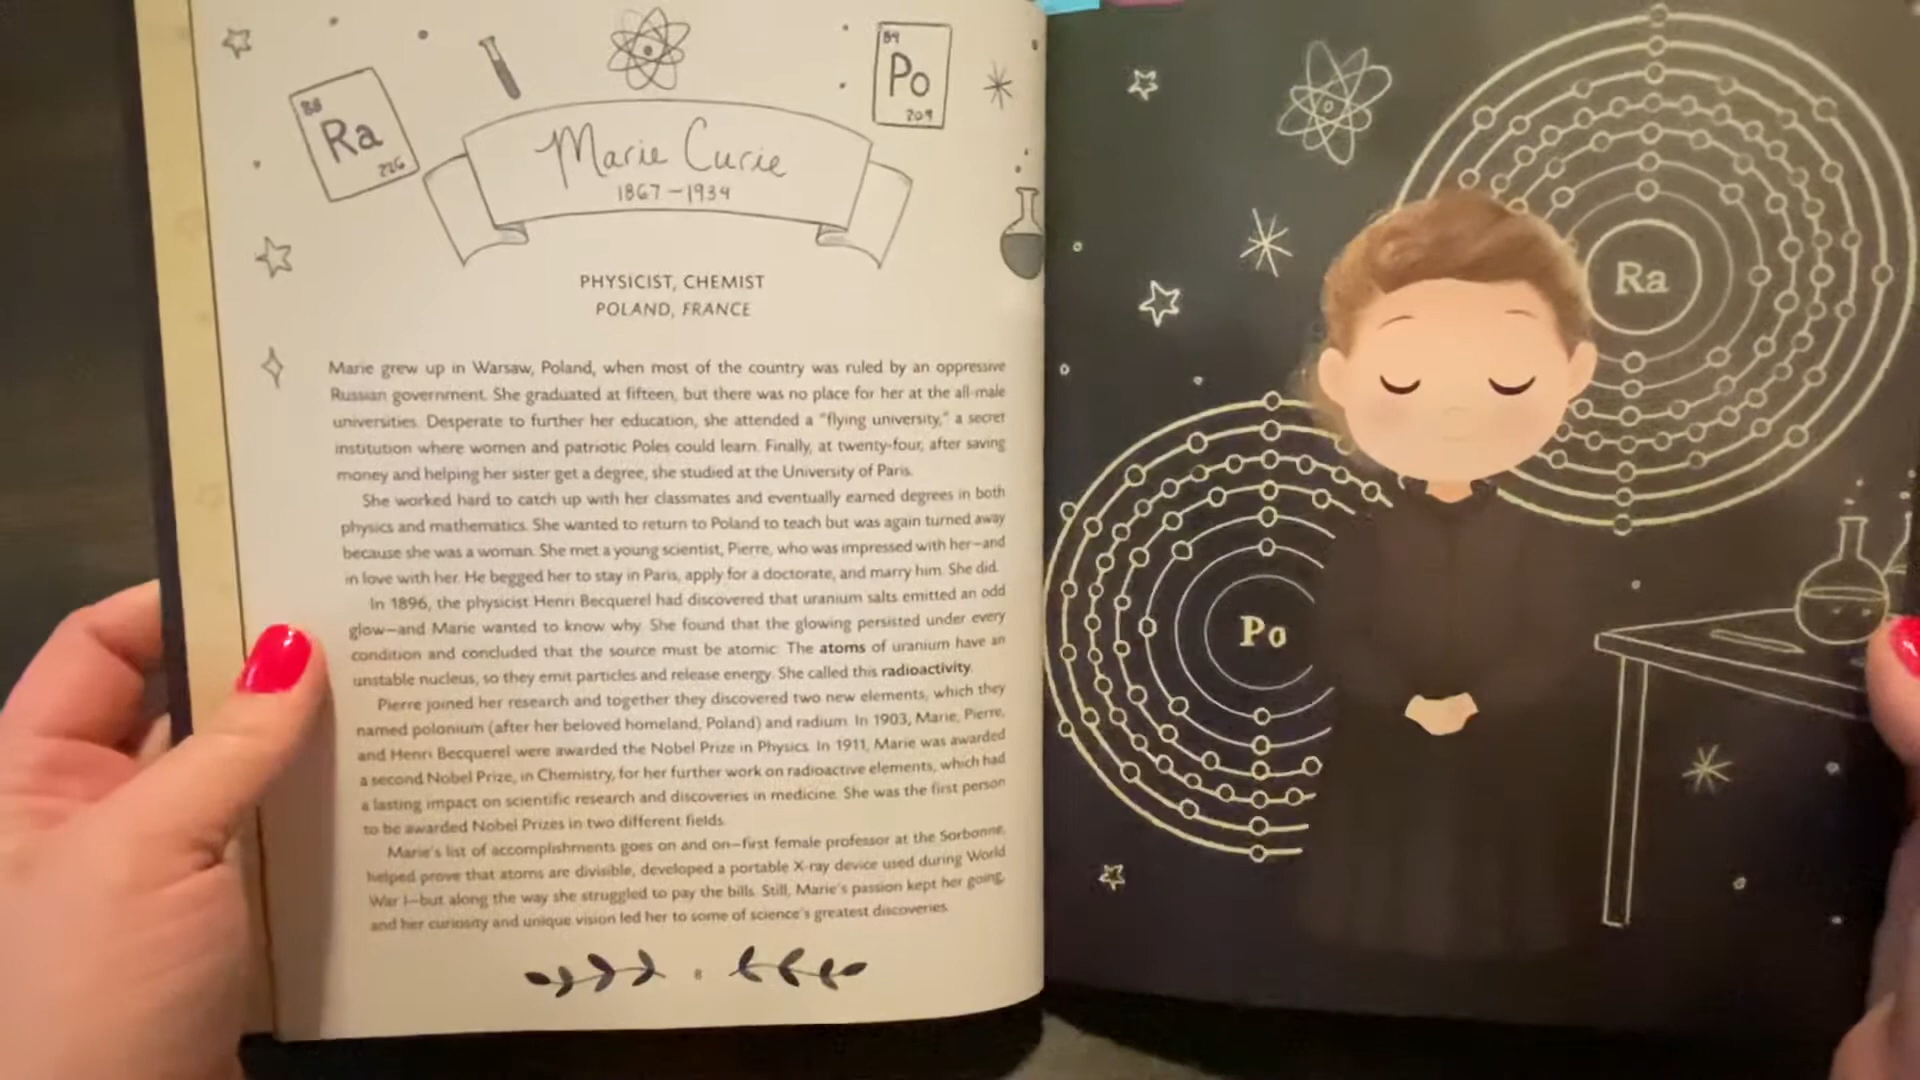 88
Ra
226
84
Po
209
Marie Curie
1867-1934
PHYSICIST, CHEMIST
POLAND, FRANCE
Marie grew up in Warsaw, Poland, when most of the country was ruled by an oppressive
Russian government. She graduated at fifteen, but there was no place for her at the all-male
universities. Desperate to further her education, she attended a "flying university," a secret
institution where women and patriotic Poles could learn. Finally, at twenty-four, after saving
money and helping her sister get a degree, she studied at the University of Paris.
She worked hard to catch up with her classmates and eventually earned degrees in both
physics and mathematics. She wanted to return to Poland to teach but was again turned away
because she was a woman. She met a young scientist, Pierre, who was impressed with her—and
in love with her. He begged her to stay in Paris, apply for a doctorate, and marry him. She did.
In 1896, the physicist Henri Becquerel had discovered that uranium salts emitted an odd
glow—and Marie wanted to know why. She found that the glowing persisted under every
condition and concluded that the source must be atomic. The atoms of uranium have an
unstable nucleus, so they emit particles and release energy. She called this radioactivity.
Pierre joined her research and together they discovered two new elements, which they
named polonium (after her beloved homeland, Poland) and radium. In 1903, Marie, Pierre,
and Henri Becquerel were awarded the Nobel Prize in Physics. In 1911, Marie was awarded
a second Nobel Prize, in Chemistry, for her further work on radioactive elements, which had
a lasting impact on scientific research and discoveries in medicine. She was the first person
to be awarded Nobel Prizes in two different fields.
Marie's list of accomplishments goes on and on—first female professor at the Sorbonne,
helped prove that atoms are divisible, developed a portable X-ray device used during World
War I—but along the way she struggled to pay the bills. Still, Marie's passion kept her going,
and her curiosity and unique vision led her to some of science's greatest discoveries.
8
Ra
Po